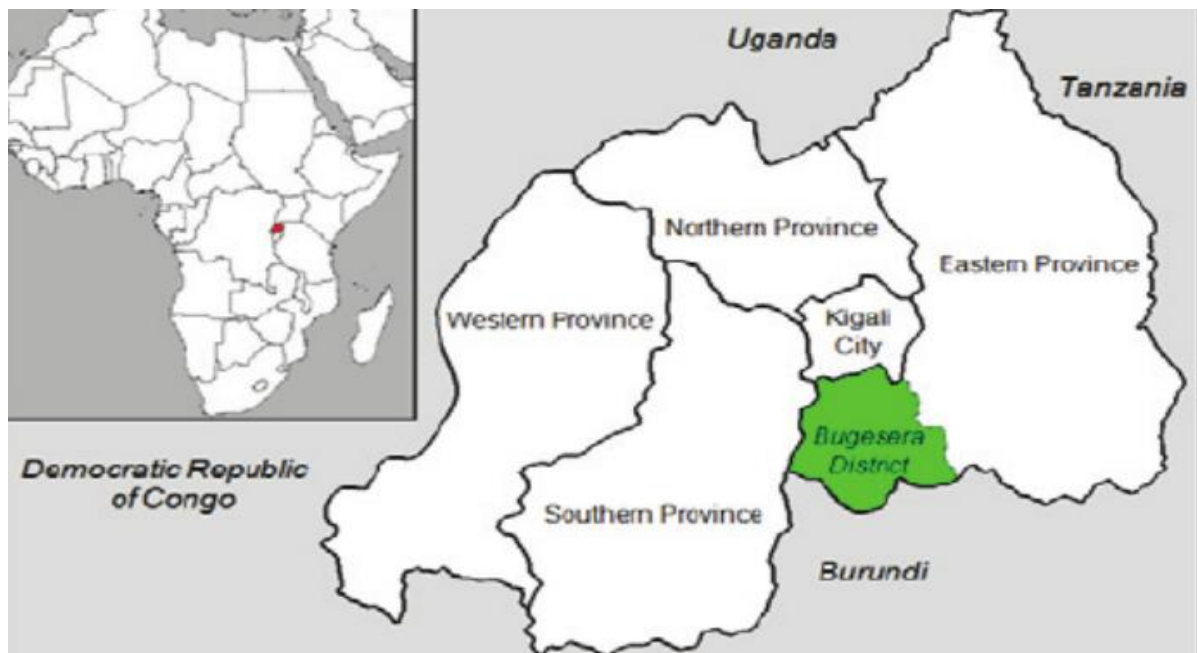 Uganda
Tanzania
Northern Province
Eastern Province
Western Province
Kigali
City
Bugesera
District
Democratic Republic
of Congo
Southern Province
Burundi